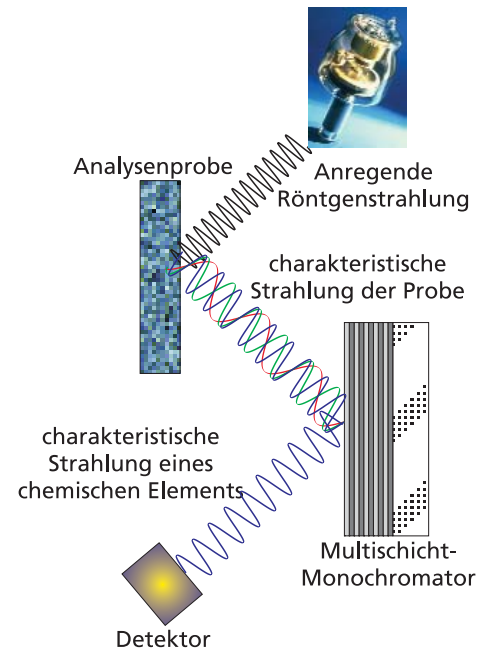 Analysenprobe
Anregende
Röntgenstrahlung
charakteristische
Strahlung der Probe
charakteristische
Strahlung eines
chemischen Elements
Multischicht-
Monochromator
Detektor